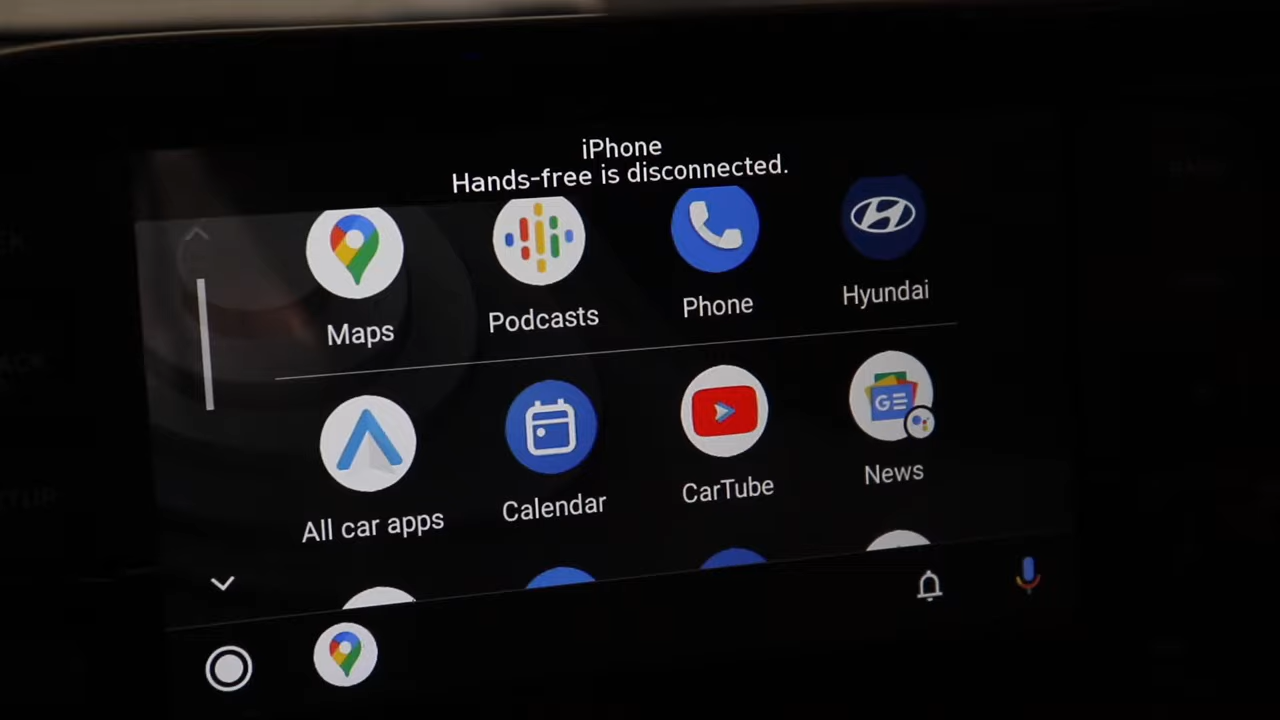 iPhone
Hands-free is disconnected.
Maps
Podcasts
Phone
Hyundai
All car apps
Calendar
CarTube
News